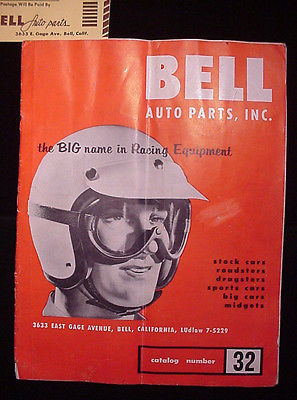 Postage Will Be Paid By
ELL Auto parts,
3633 E. Gage Ave. Bell, Calif.
BELL
AUTO PARTS, INC.
the BIG name in Racing Equipment
stock cars
roadsters
dragsters
sports cars
big cars
midgets
3633 EAST GAGE AVENUE, BELL, CALIFORNIA, LUdlow 7-5229
catalog number 32